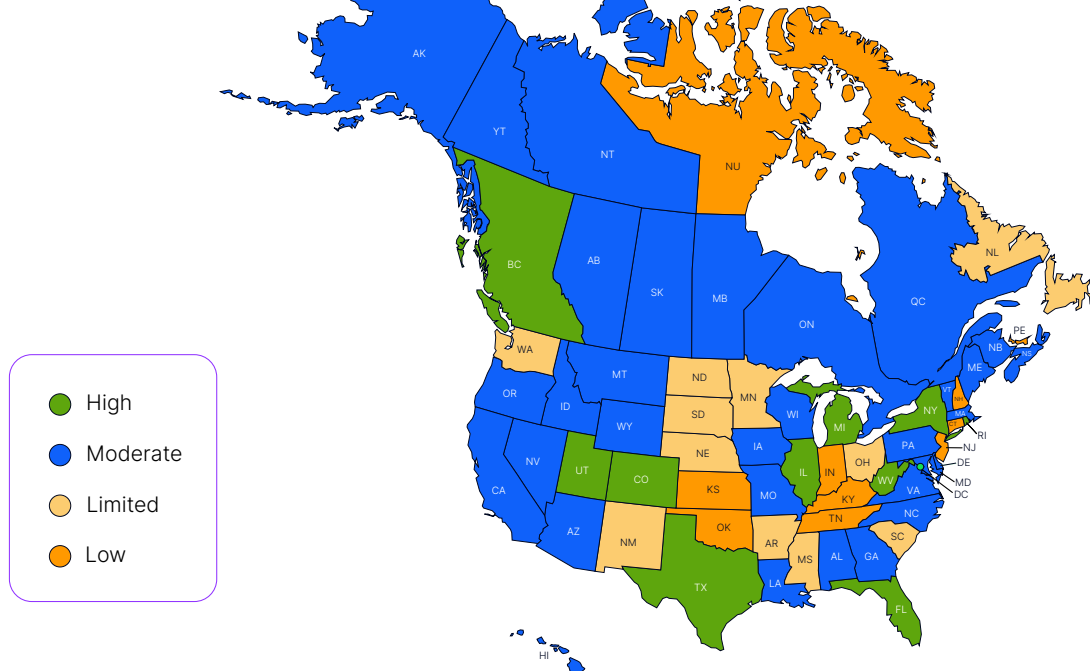 AK
YT
NT
NU
BC
AB
SK
MB
ON
QC
NL
PE
NB
NS
ME
WA
OR
ID
MT
ND
MN
SD
WY
NE
WI
MI
IA
IL
IN
OH
PA
NY
VT
NH
MA
CT
RI
NJ
DE
MD
DC
NV
UT
CO
KS
MO
KY
WV
VA
NC
CA
AZ
NM
OK
AR
TN
SC
MS
AL
GA
TX
LA
FL
HI
High
Moderate
Limited
Low